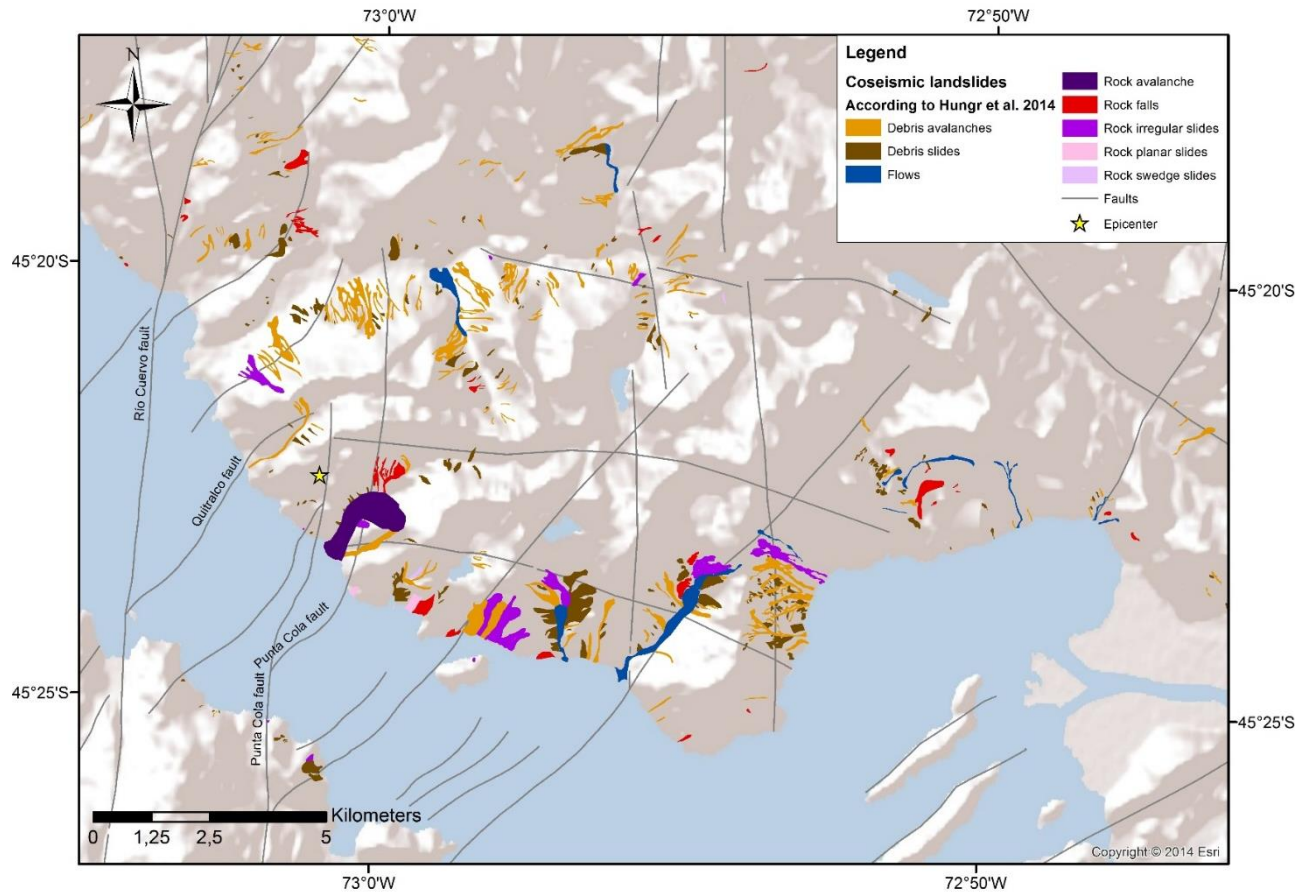 73°0'W
72°50'W
N
Legend
Coseismic landslides
According to Hungr et al. 2014
Debris avalanches
Debris slides
Flows
Rock avalanche
Rock falls
Rock irregular slides
Rock planar slides
Rock swedge slides
Faults
Epicenter
45°20'S
45°20'S
Río Cuervo fault
Quitralco fault
Punta Cola fault
Punta Cola fault
45°25'S
45°25'S
Kilometers
0 1,25 2,5 5
Copyright © 2014 Esri
73°0'W
72°50'W